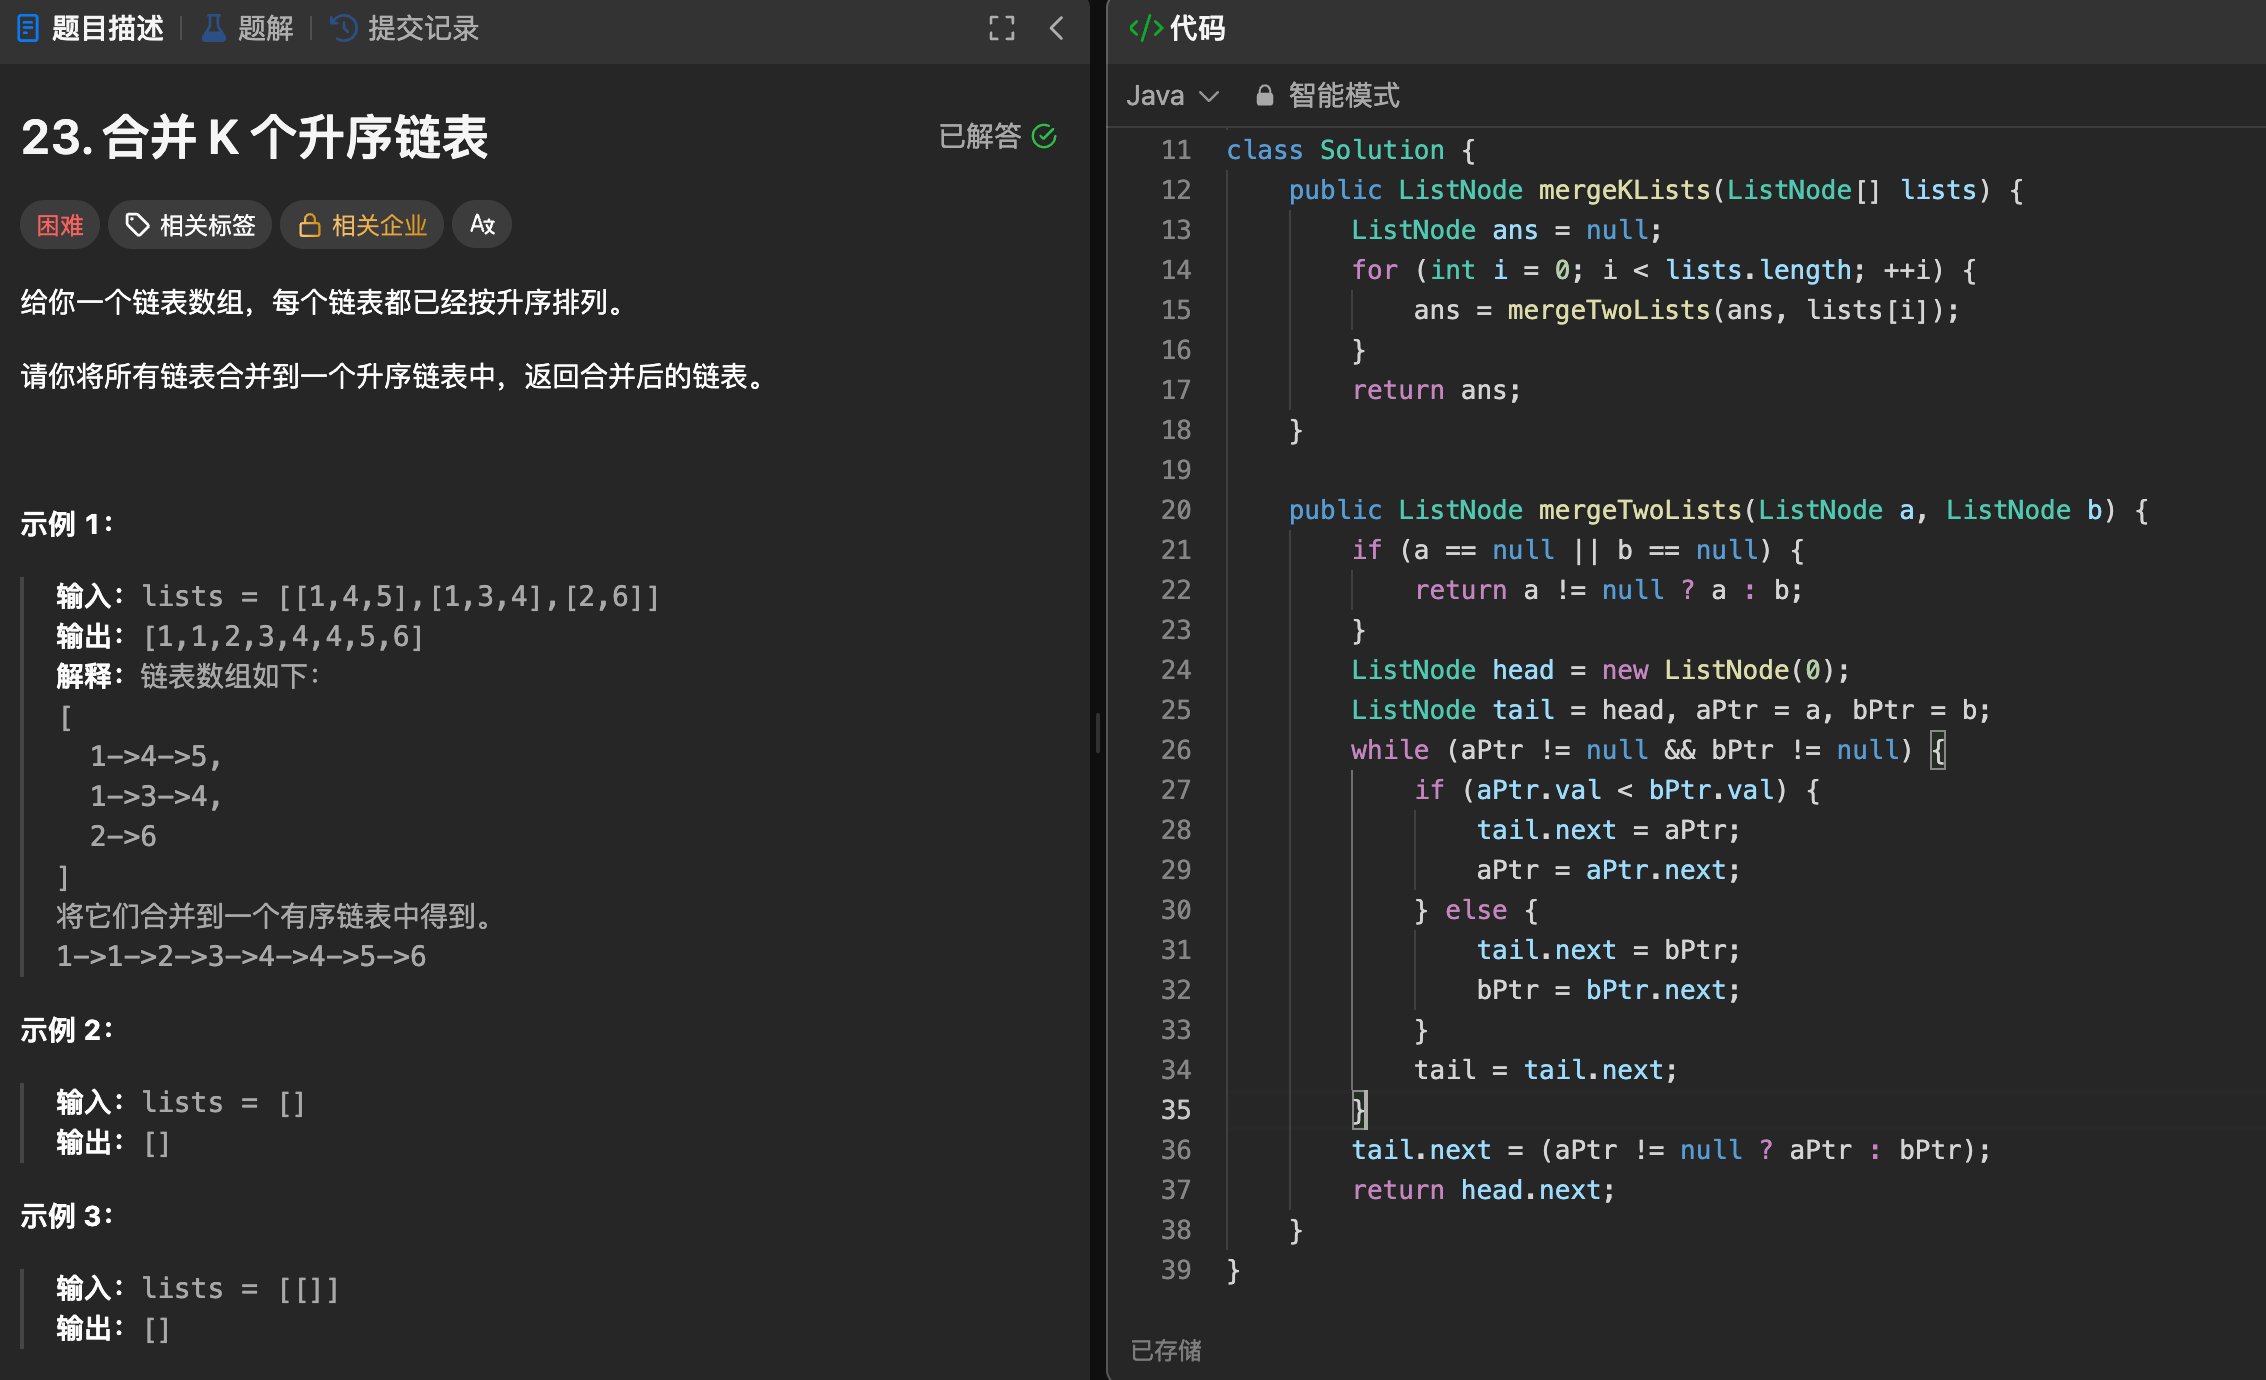 题目描述 | 题解 | 提交记录
23. 合并 K 个升序链表
已解答
困难 相关标签 相关企业 A文
给你一个链表数组，每个链表都已经按升序排列。
请你将所有链表合并到一个升序链表中，返回合并后的链表。
示例 1：
输入：lists = [[1,4,5],[1,3,4],[2,6]]
输出：[1,1,2,3,4,4,5,6]
解释：链表数组如下：
[
  1->4->5,
  1->3->4,
  2->6
]
将它们合并到一个有序链表中得到。
1->1->2->3->4->4->5->6
示例 2：
输入：lists = []
输出：[]
示例 3：
输入：lists = [[]]
输出：[]
</> 代码
Java 智能模式
11 class Solution {
12     public ListNode mergeKLists(ListNode[] lists) {
13         ListNode ans = null;
14         for (int i = 0; i < lists.length; ++i) {
15             ans = mergeTwoLists(ans, lists[i]);
16         }
17         return ans;
18     }
19
20     public ListNode mergeTwoLists(ListNode a, ListNode b) {
21         if (a == null || b == null) {
22             return a != null ? a : b;
23         }
24         ListNode head = new ListNode(0);
25         ListNode tail = head, aPtr = a, bPtr = b;
26         while (aPtr != null && bPtr != null) {
27             if (aPtr.val < bPtr.val) {
28                 tail.next = aPtr;
29                 aPtr = aPtr.next;
30             } else {
31                 tail.next = bPtr;
32                 bPtr = bPtr.next;
33             }
34             tail = tail.next;
35         }
36         tail.next = (aPtr != null ? aPtr : bPtr);
37         return head.next;
38     }
39 }
已存储